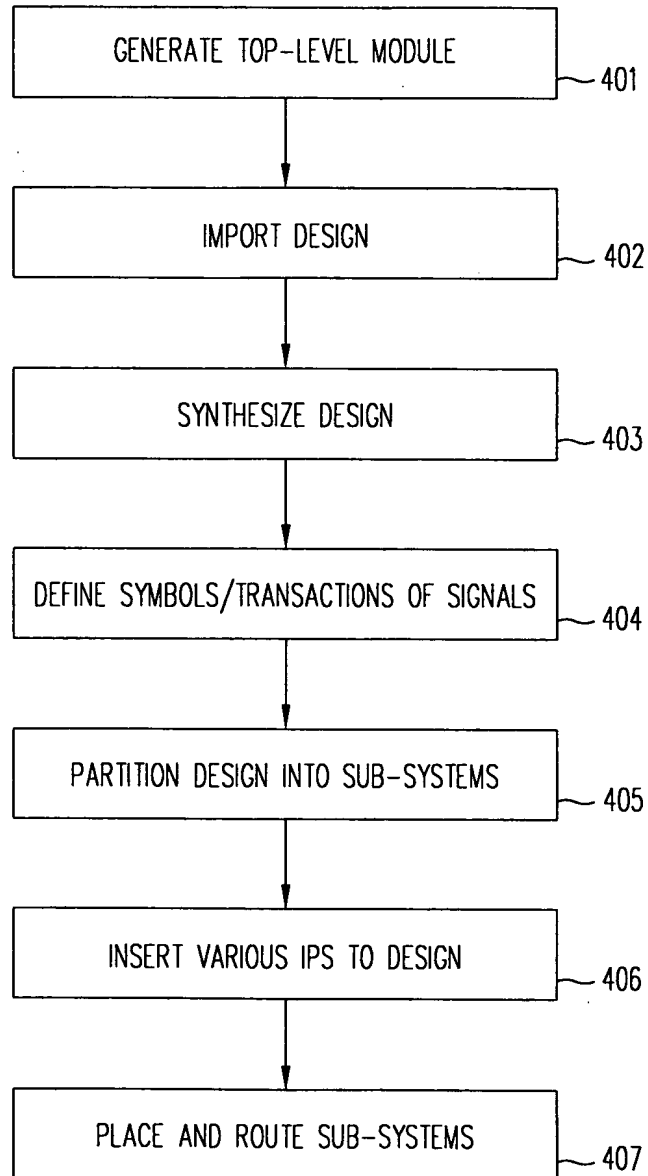 GENERATE TOP-LEVEL MODULE
401
IMPORT DESIGN
402
SYNTHESIZE DESIGN
403
DEFINE SYMBOLS/TRANSACTIONS OF SIGNALS
404
PARTITION DESIGN INTO SUB-SYSTEMS
405
INSERT VARIOUS IPS TO DESIGN
406
PLACE AND ROUTE SUB-SYSTEMS
407